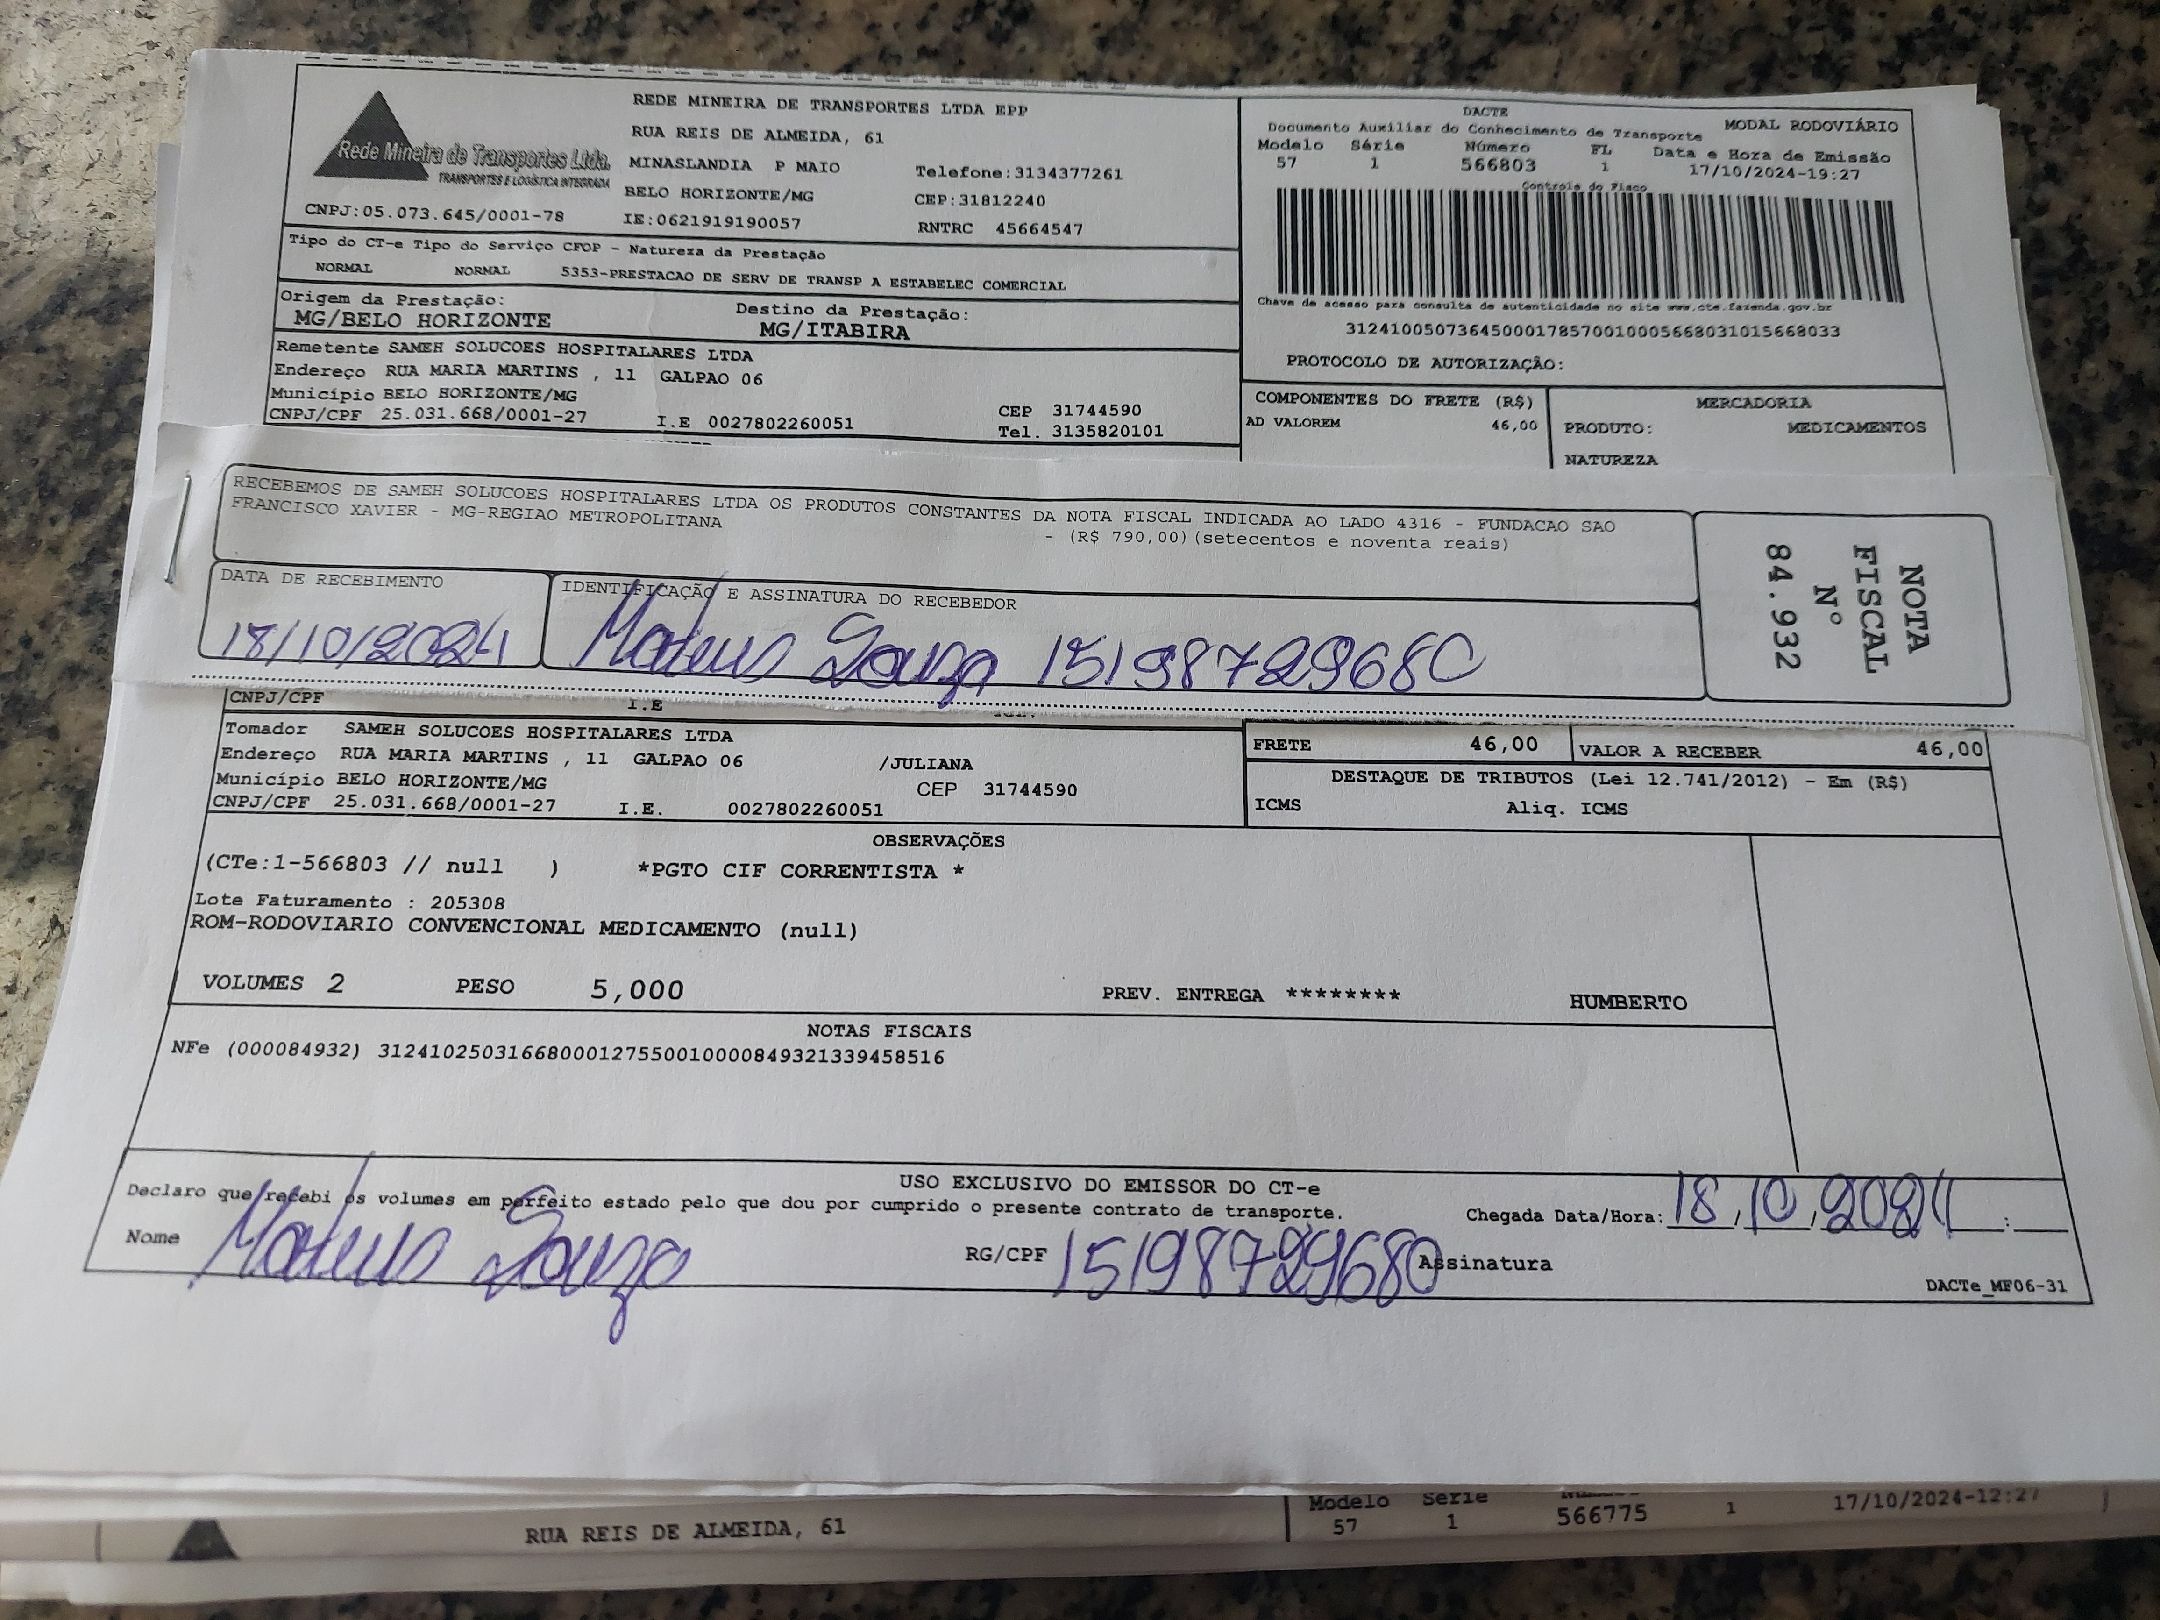 REDE MINEIRA DE TRANSPORTES LTDA EPP
RUA REIS DE ALMEIDA, 61
MINASLANDIA P MAIO Telefone:3134377261
BELO HORIZONTE/MG CEP:31812240
CNPJ:05.073.645/0001-78 IE:0621919190057 RNTRC 45664547
Rede Mineira de Transportes Ltda.
TRANSPORTES E LOGÍSTICA INTEGRADA
DACTE
Documento Auxiliar do Conhecimento de Transporte MODAL RODOVIÁRIO
Modelo Série Número FL Data e Hora de Emissão
57 1 566803 1 17/10/2024-19:27
Controle do Fisco
Chave de acesso para consulta de autenticidade no site www.cte.fazenda.gov.br
31241005073645000178570010005668031015668033
PROTOCOLO DE AUTORIZAÇÃO:
Tipo do CT-e Tipo do Serviço CFOP - Natureza da Prestação
NORMAL NORMAL 5353-PRESTACAO DE SERV DE TRANSP A ESTABELEC COMERCIAL
Origem da Prestação: Destino da Prestação:
MG/BELO HORIZONTE MG/ITABIRA
Remetente SAMEH SOLUCOES HOSPITALARES LTDA
Endereço RUA MARIA MARTINS , 11 GALPAO 06
Município BELO HORIZONTE/MG CEP 31744590
CNPJ/CPF 25.031.668/0001-27 I.E 0027802260051 Tel. 3135820101
COMPONENTES DO FRETE (R$) MERCADORIA
AD VALOREM 46,00 PRODUTO: MEDICAMENTOS
NATUREZA
RECEBEMOS DE SAMEH SOLUCOES HOSPITALARES LTDA OS PRODUTOS CONSTANTES DA NOTA FISCAL INDICADA AO LADO 4316 - FUNDACAO SAO
FRANCISCO XAVIER - MG-REGIAO METROPOLITANA - (R$ 790,00)(setecentos e noventa reais)
DATA DE RECEBIMENTO IDENTIFICAÇÃO E ASSINATURA DO RECEBEDOR
18/10/2024 Mateus Souza 15198729680
NOTA
FISCAL
Nº
84.932
CNPJ/CPF I.E
Tomador SAMEH SOLUCOES HOSPITALARES LTDA
Endereço RUA MARIA MARTINS , 11 GALPAO 06 /JULIANA
Município BELO HORIZONTE/MG CEP 31744590
CNPJ/CPF 25.031.668/0001-27 I.E. 0027802260051
FRETE 46,00 VALOR A RECEBER 46,00
DESTAQUE DE TRIBUTOS (Lei 12.741/2012) - Em (R$)
ICMS Aliq. ICMS
OBSERVAÇÕES
(CTe:1-566803 // null ) *PGTO CIF CORRENTISTA *
Lote Faturamento : 205308
ROM-RODOVIARIO CONVENCIONAL MEDICAMENTO (null)
VOLUMES 2 PESO 5,000 PREV. ENTREGA ******** HUMBERTO
NOTAS FISCAIS
NFe (000084932) 31241025031668000127550010000849321339458516
USO EXCLUSIVO DO EMISSOR DO CT-e
Declaro que recebi os volumes em perfeito estado pelo que dou por cumprido o presente contrato de transporte. Chegada Data/Hora: 18,10,2024 :
Nome Mateus Souza RG/CPF 15198729680 Assinatura
DACTe_MF06-31
RUA REIS DE ALMEIDA, 61
Modelo Série
57 1 566775 1 17/10/2024-12:27